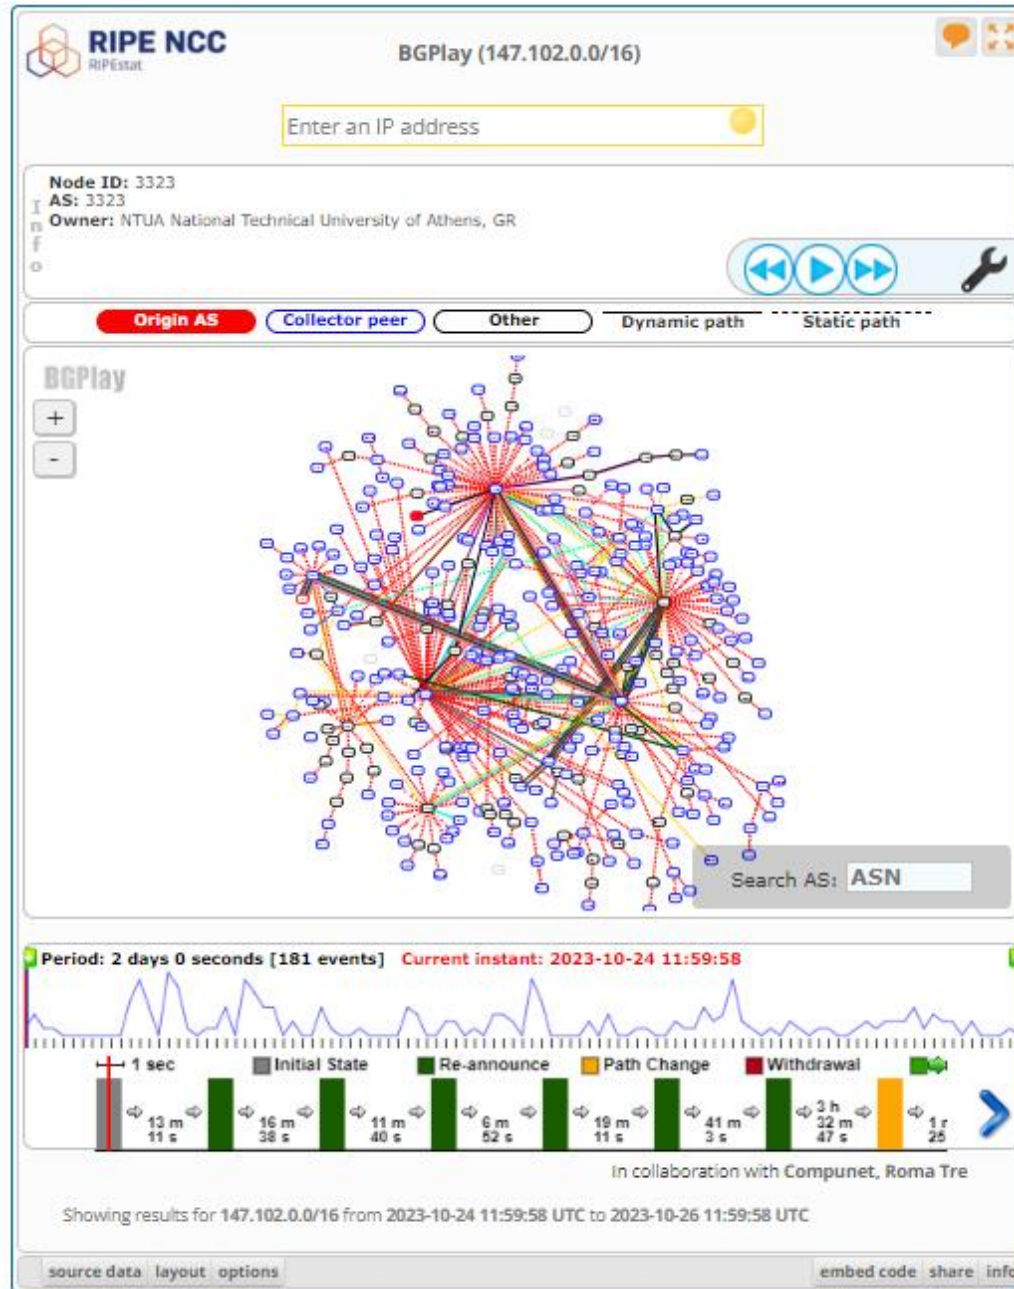 RIPE NCC
RIPEstat
BGPlay (147.102.0.0/16)
Enter an IP address
Info
Node ID: 3323
AS: 3323
Owner: NTUA National Technical University of Athens, GR
Origin AS Collector peer Other Dynamic path Static path
BGPlay
+
-
Search AS: ASN
Period: 2 days 0 seconds [181 events] Current instant: 2023-10-24 11:59:58
1 sec Initial State Re-announce Path Change Withdrawal
13 m 16 m 11 m 6 m 19 m 41 m 3 h 32 m 1 r
11 s 38 s 40 s 52 s 11 s 3 s 47 s 25
In collaboration with Compunet, Roma Tre
Showing results for 147.102.0.0/16 from 2023-10-24 11:59:58 UTC to 2023-10-26 11:59:58 UTC
source data layout options embed code share info